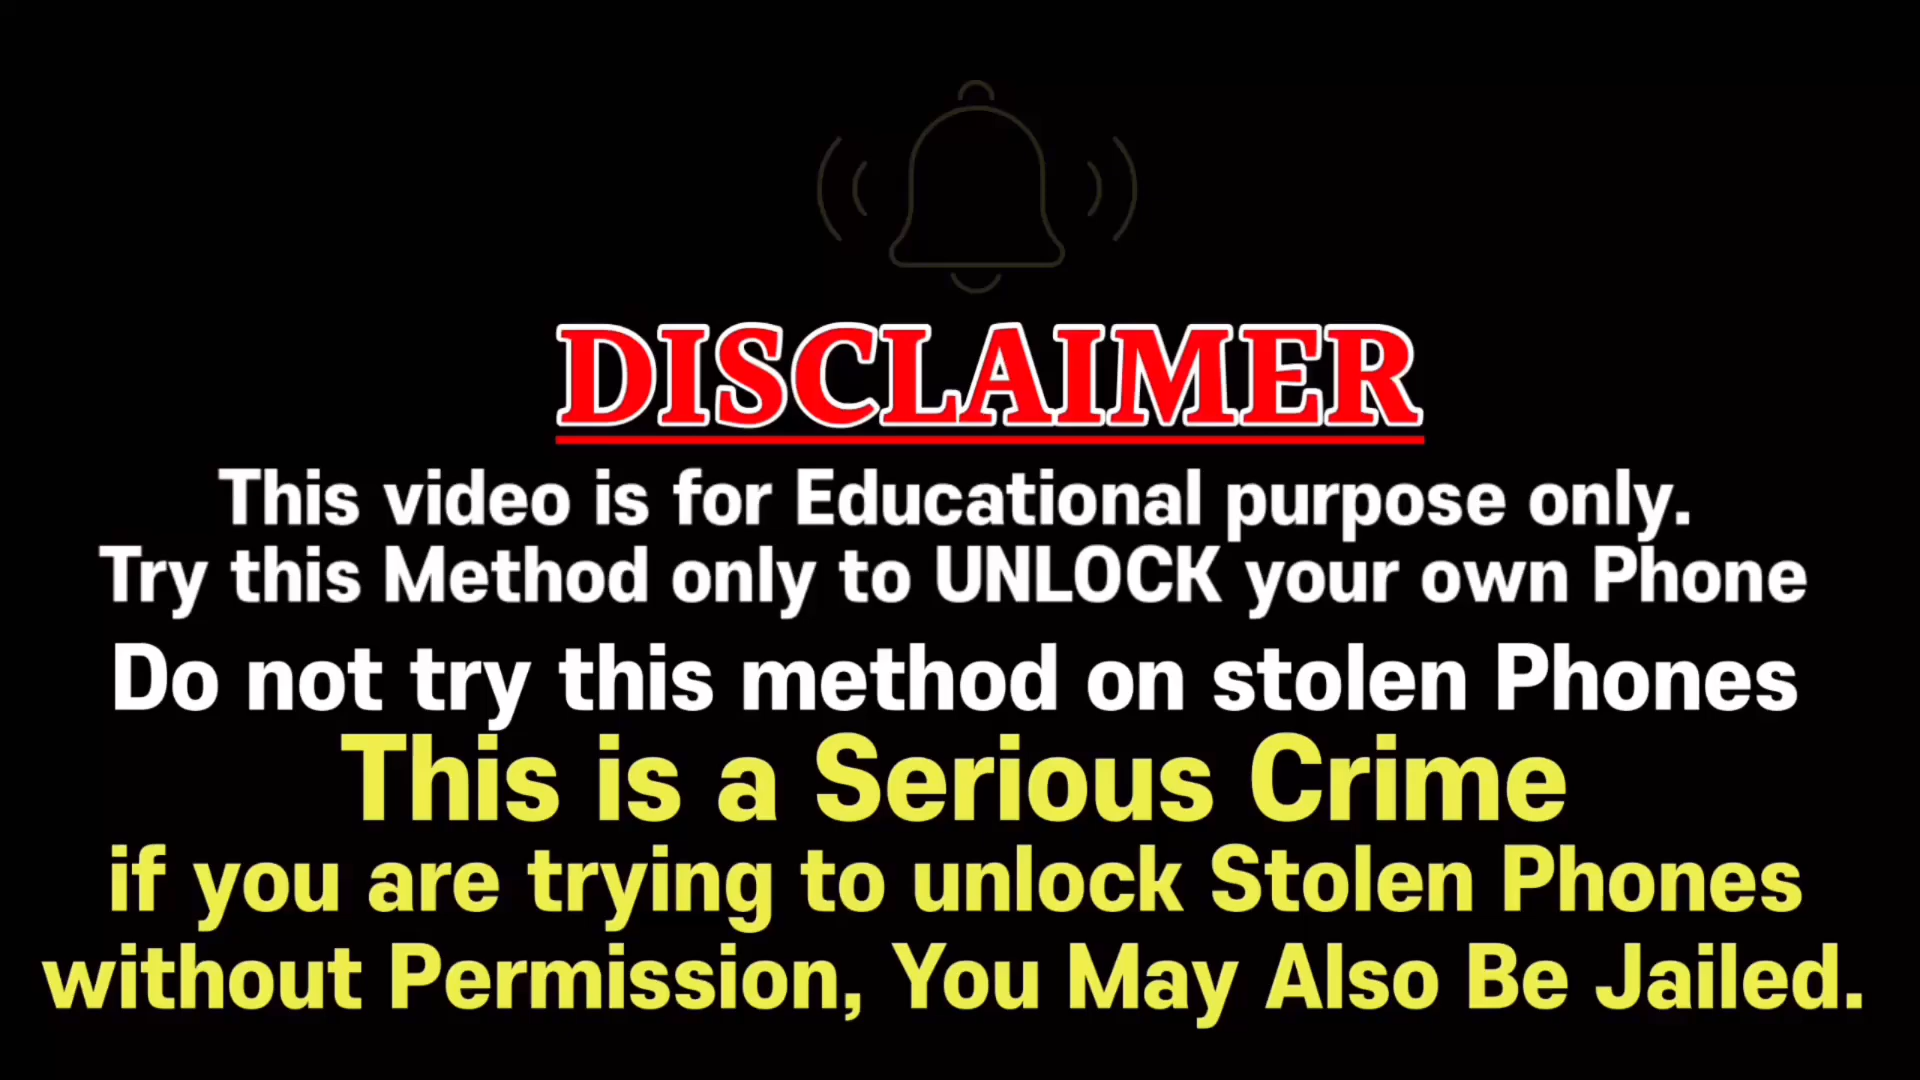 DISCLAIMER
This video is for Educational purpose only.
Try this Method only to UNLOCK your own Phone
Do not try this method on stolen Phones
This is a Serious Crime
if you are trying to unlock Stolen Phones
without Permission, You May Also Be Jailed.